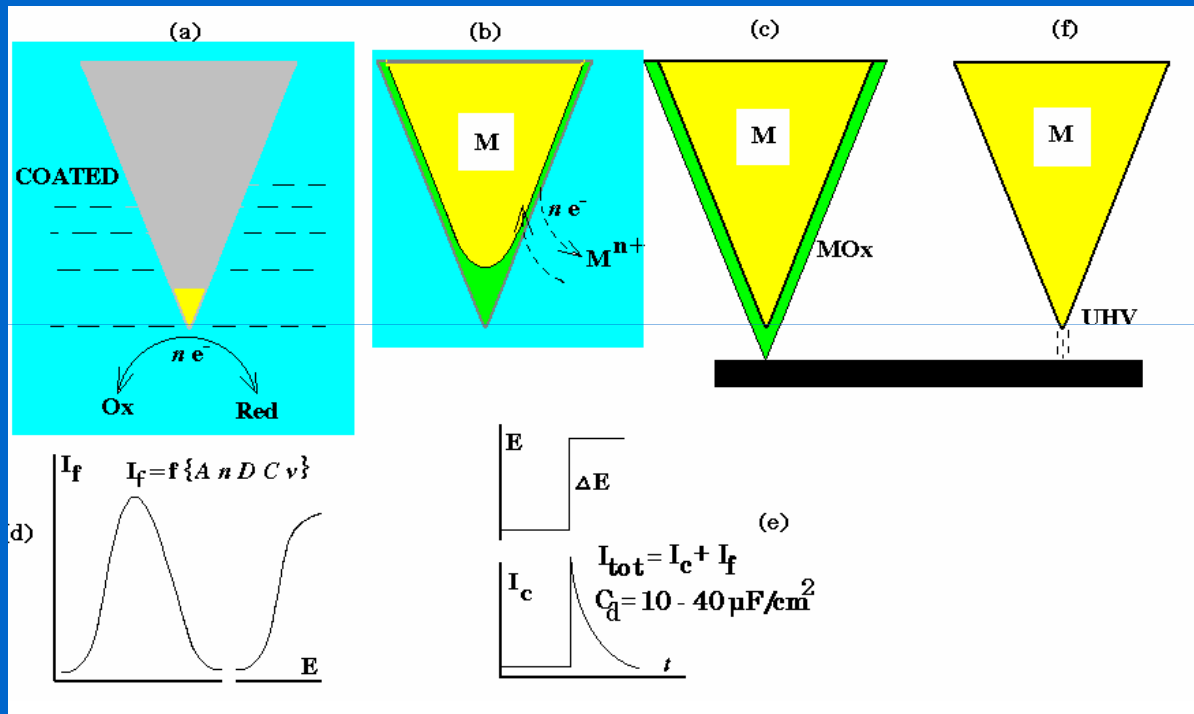 (a)
(b)
(c)
(f)
COATED
n e⁻
Ox
Red
M
n e⁻
Mⁿ⁺
M
MOx
M
UHV
(d)
I_f
I_f = f {A n D C v}
E
E
ΔE
(e)
I_tot = I_c + I_f
I_c
C_d = 10 - 40 µF/cm²
t